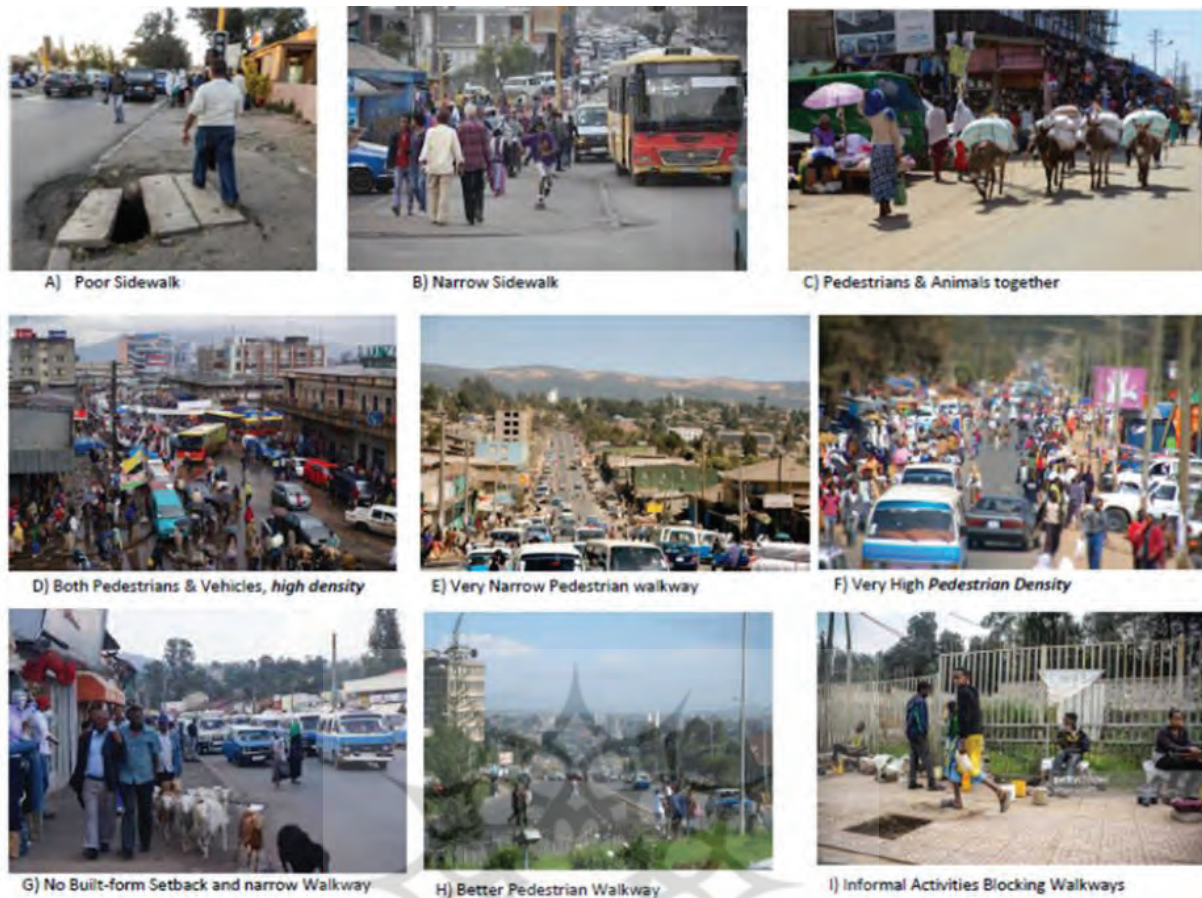 A) Poor Sidewalk
B) Narrow Sidewalk
C) Pedestrians & Animals together
D) Both Pedestrians & Vehicles, high density
E) Very Narrow Pedestrian walkway
F) Very High Pedestrian Density
G) No Built-form Setback and narrow Walkway
H) Better Pedestrian Walkway
I) Informal Activities Blocking Walkways